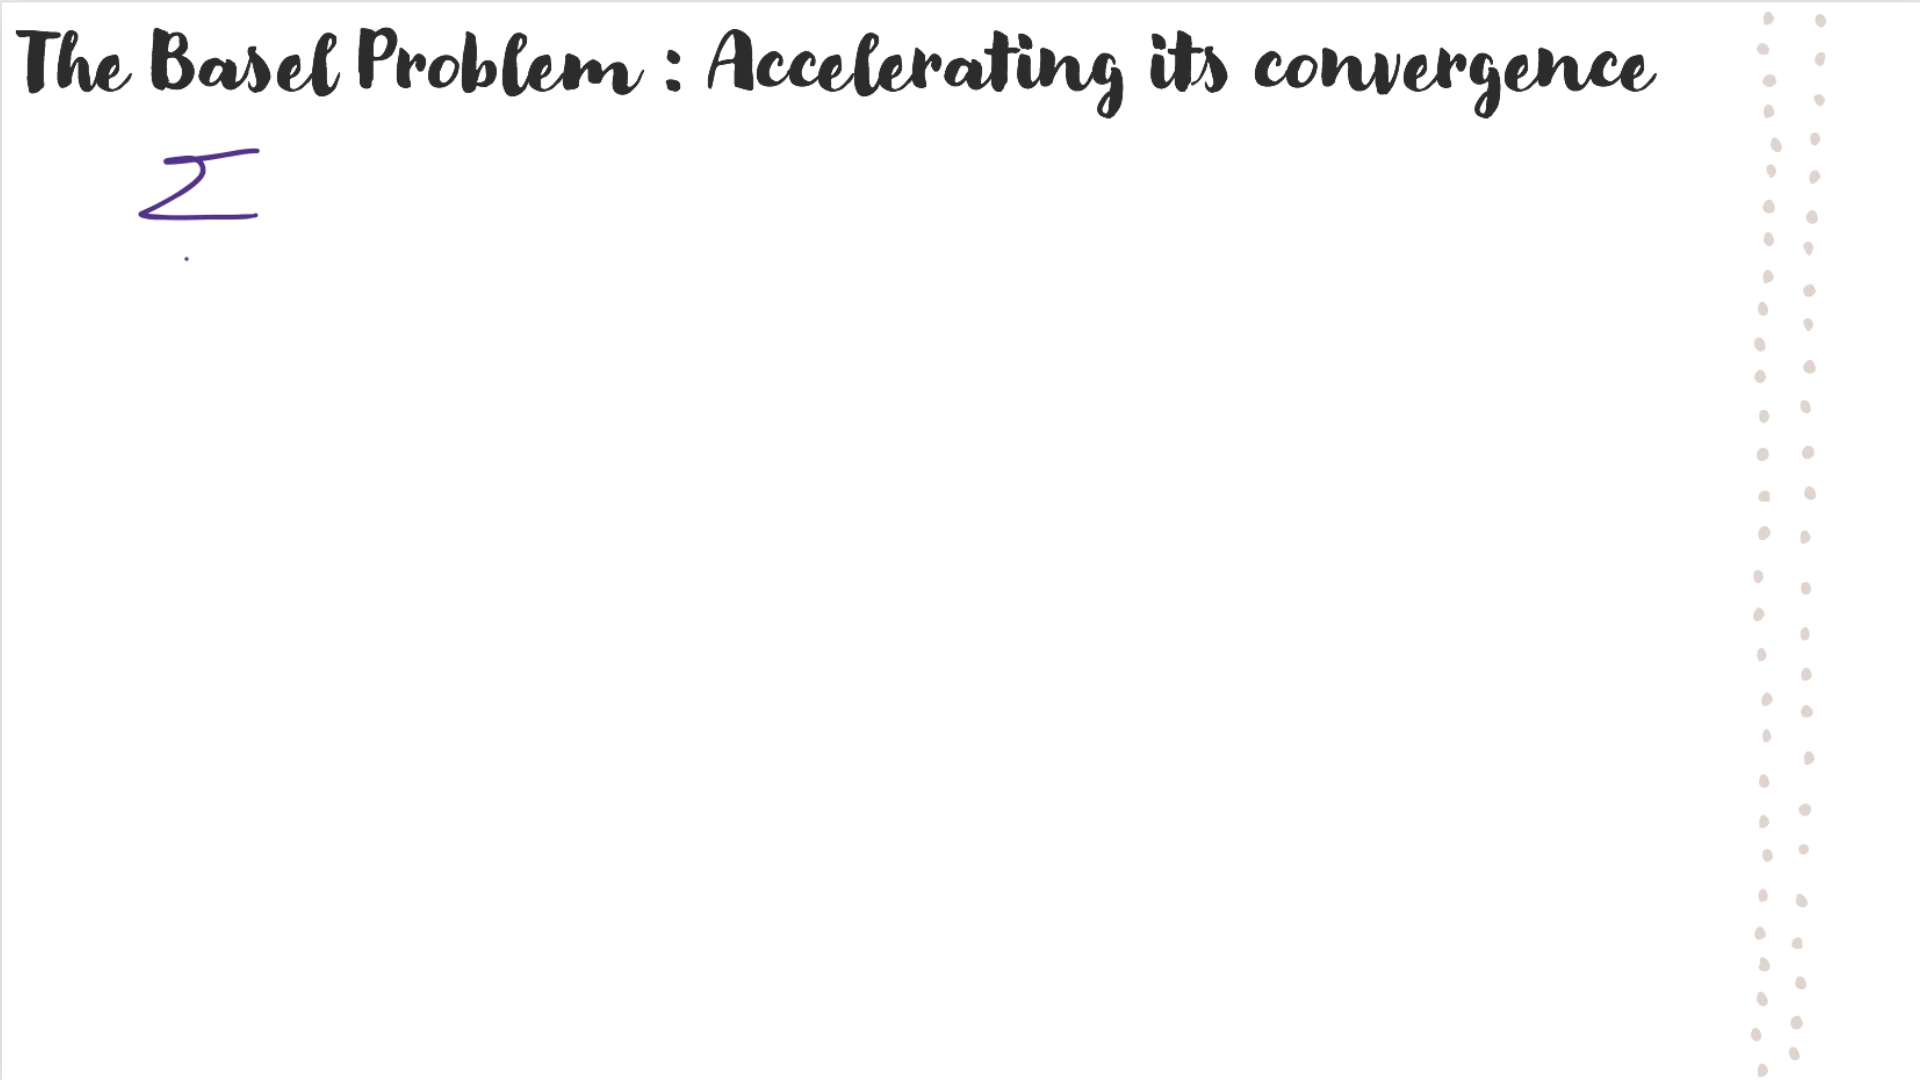 The Basel Problem : Accelerating its convergence
Σ